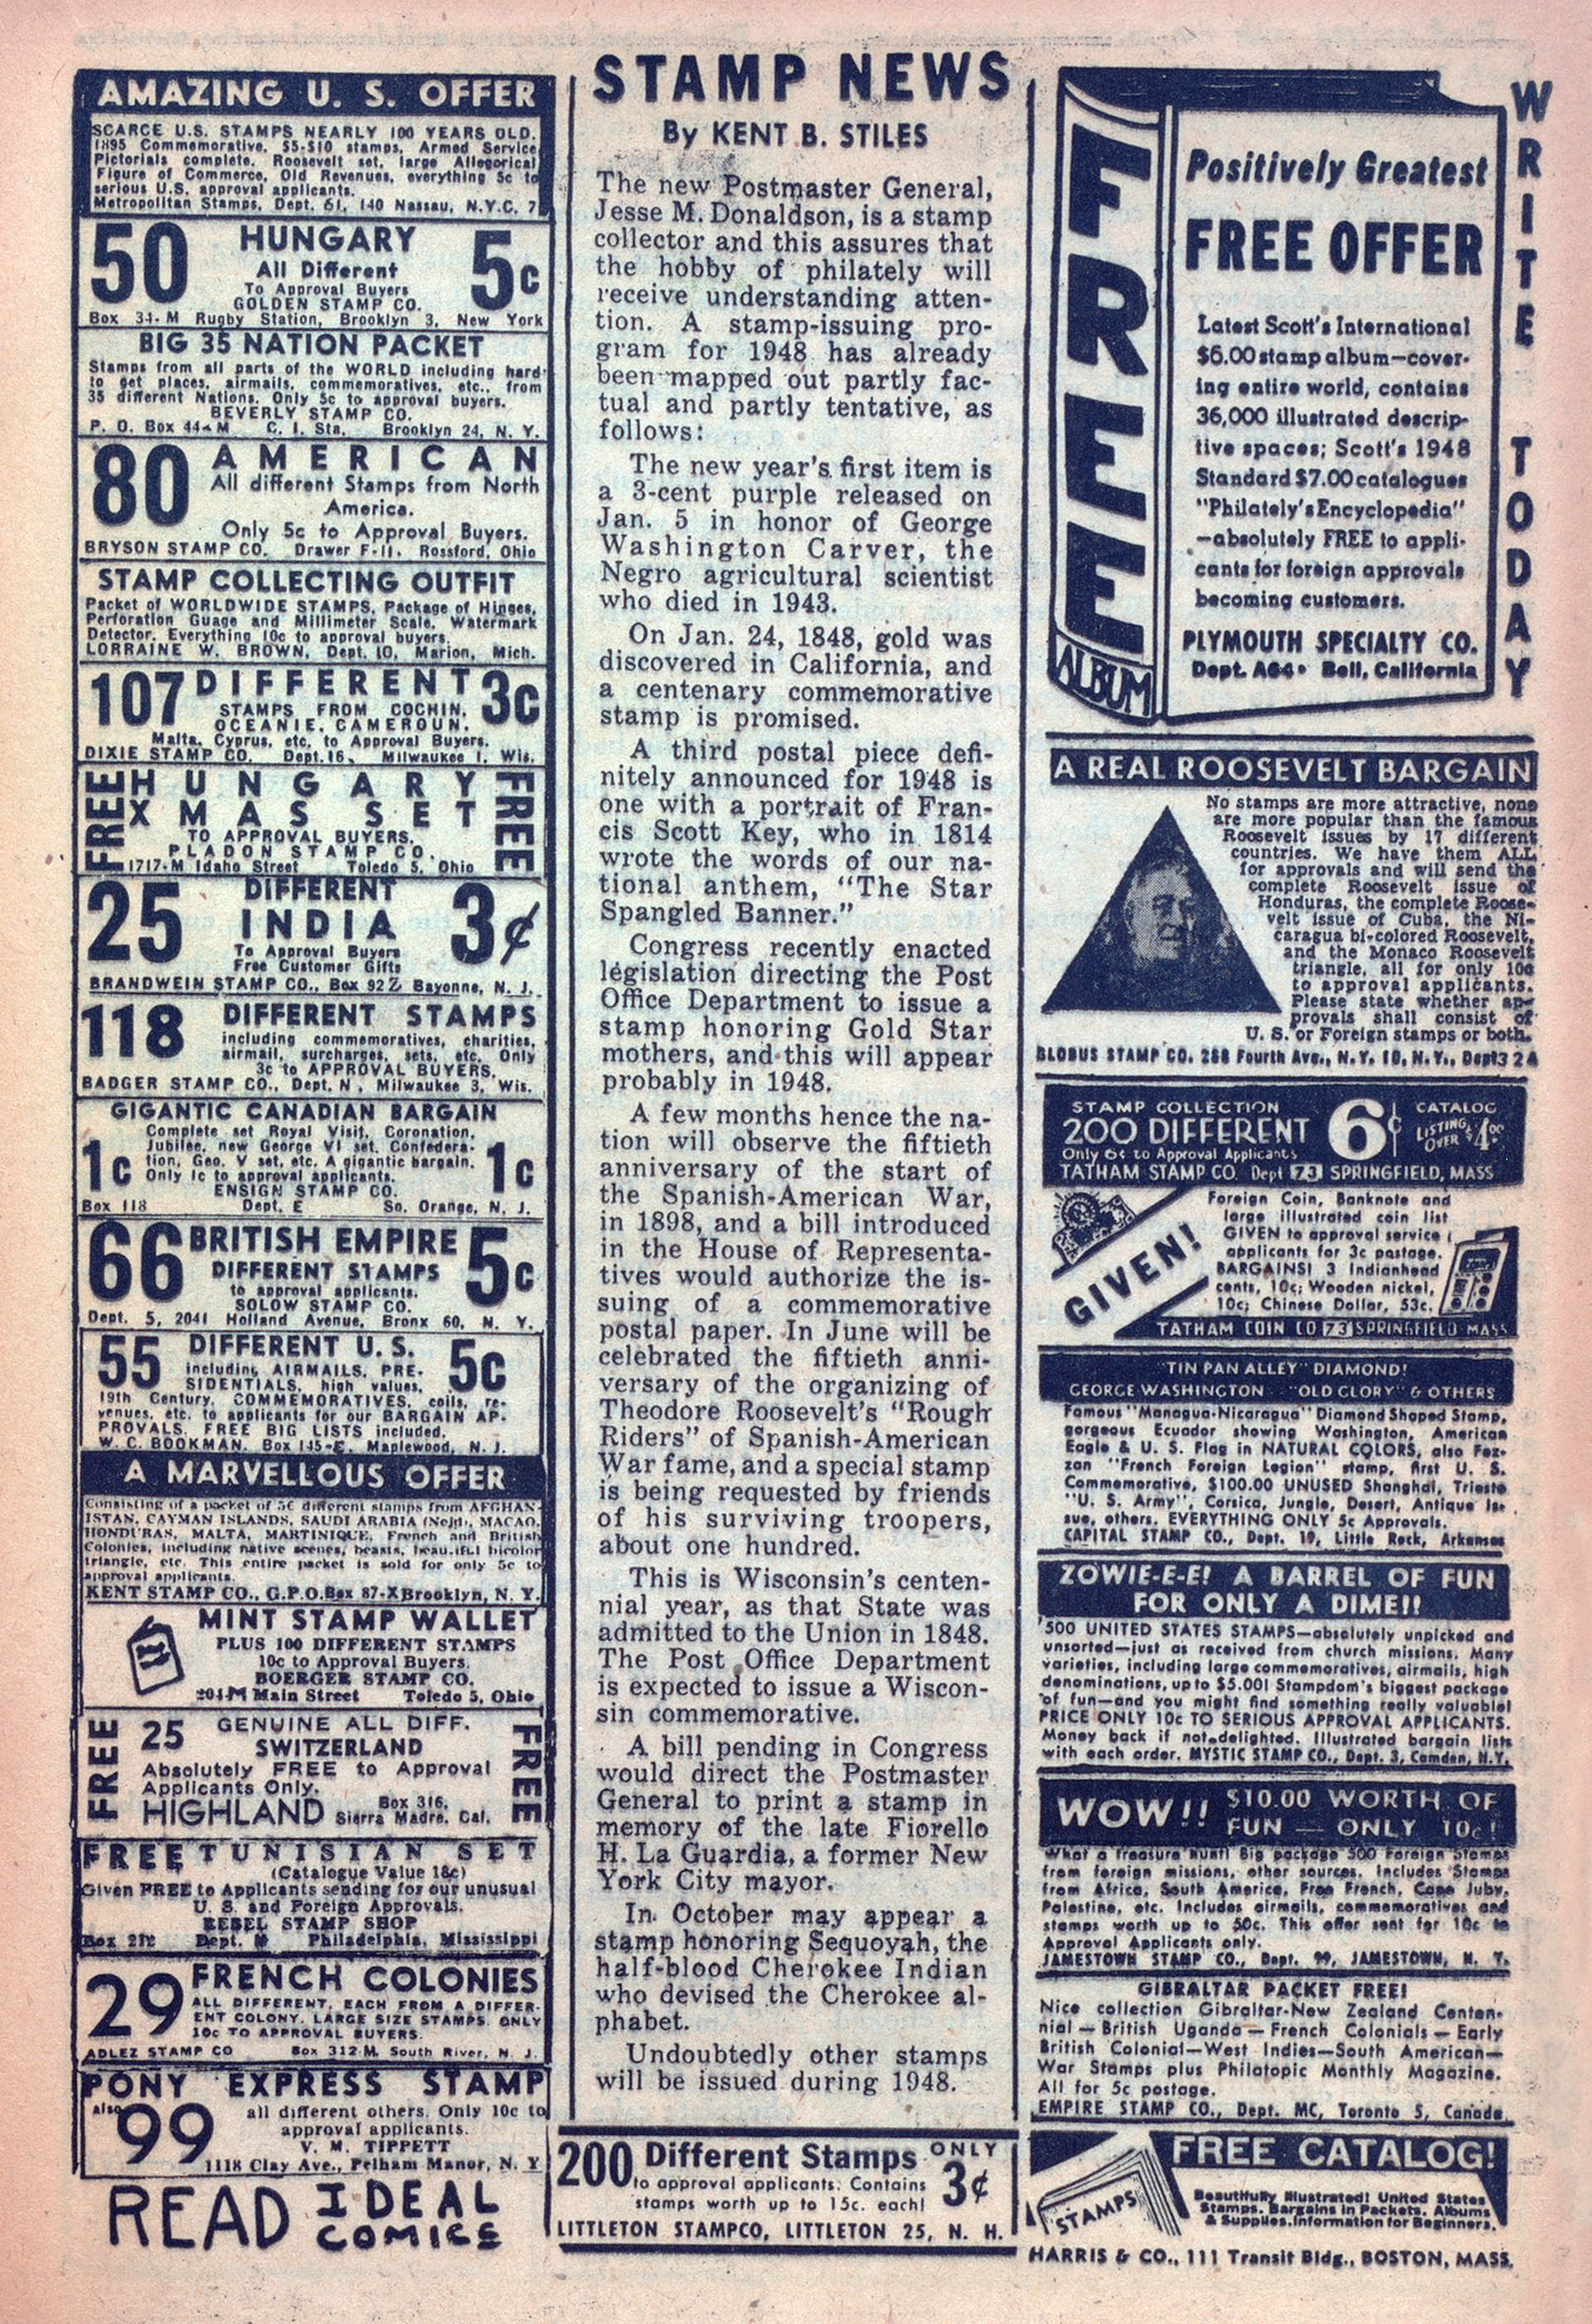 AMAZING U. S. OFFER
SCARCE U.S. STAMPS NEARLY 100 YEARS OLD.
1895 Commemorative, $5-$10 stamps, Armed Service
Pictorials complete. Roosevelt set, large Allegorical
Figure of Commerce, Old Revenues, everything 5c to
serious U.S. approval applicants.
Metropolitan Stamps, Dept. 61, 140 Nassau, N.Y.C. 7
50 HUNGARY 5c
All Different
To Approval Buyers
GOLDEN STAMP CO.
Box 34-M Rugby Station, Brooklyn 3, New York
BIG 35 NATION PACKET
Stamps from all parts of the WORLD including hard
to get places, airmails, commemoratives, etc., from
35 different Nations. Only 5c to approval buyers.
BEVERLY STAMP CO.
P. O. Box 44-M C. I. Sta. Brooklyn 24, N. Y.
80 AMERICAN
All different Stamps from North
America.
Only 5c to Approval Buyers.
BRYSON STAMP CO. Drawer F-11, Rossford, Ohio
STAMP COLLECTING OUTFIT
Packet of WORLDWIDE STAMPS, Package of Hinges,
Perforation Guage and Millimeter Scale, Watermark
Detector. Everything 10c to approval buyers.
LORRAINE W. BROWN, Dept. 10, Marion, Mich.
107 DIFFERENT 3c
STAMPS FROM COCHIN,
OCEANIE, CAMEROUN,
Malta, Cyprus, etc. to Approval Buyers.
DIXIE STAMP CO. Dept. 16, Milwaukee 1, Wis.
FREE HUNGARY FREE
XMAS SET
TO APPROVAL BUYERS.
PLADON STAMP CO.
1717-M Idaho Street Toledo 5, Ohio
25 DIFFERENT 3¢
INDIA
To Approval Buyers
Free Customer Gifts
BRANDWEIN STAMP CO., Box 92Z Bayonne, N. J.
118 DIFFERENT STAMPS
including commemoratives, charities,
airmail, surcharges, sets, etc. Only
3c to APPROVAL BUYERS.
BADGER STAMP CO., Dept. N, Milwaukee 3, Wis.
GIGANTIC CANADIAN BARGAIN
1c Complete set Royal Visit, Coronation, 1c
Jubilee, new George VI set, Confedera-
tion, Geo. V set, etc. A gigantic bargain.
Only 1c to approval applicants.
ENSIGN STAMP CO.
Box 118 Dept. E So. Orange, N. J.
66 BRITISH EMPIRE 5c
DIFFERENT STAMPS
to approval applicants.
SOLOW STAMP CO.
Dept. 5, 2041 Holland Avenue, Bronx 60, N. Y.
55 DIFFERENT U.S. 5c
including AIRMAILS, PRE-
SIDENTIALS, high values,
19th Century, COMMEMORATIVES, coils, re-
venues, etc. to applicants for our BARGAIN AP-
PROVALS. FREE BIG LISTS included.
W. C. BOOKMAN, Box 145-E, Maplewood, N. J.
A MARVELLOUS OFFER
Consisting of a packet of different stamps from AFGHAN-
ISTAN, CAYMAN ISLANDS, SAUDI ARABIA (Nejd), MACAO,
HONDURAS, MALTA, MARTINIQUE, French and British
Colonies, including native scenes, beasts, beautiful bicolor
triangle, etc. This entire packet is sold for only 5c to
approval applicants.
KENT STAMP CO., G.P.O. Box 87-X Brooklyn, N. Y.
MINT STAMP WALLET
PLUS 100 DIFFERENT STAMPS
10c to Approval Buyers.
BOERGER STAMP CO.
204-M Main Street Toledo 5, Ohio
FREE 25 GENUINE ALL DIFF. FREE
SWITZERLAND
Absolutely FREE to Approval
Applicants Only.
HIGHLAND Box 316, Sierra Madre, Cal.
FREE TUNISIAN SET
(Catalogue Value 18c)
Given FREE to Applicants sending for our unusual
U. S. and Foreign Approvals.
REBEL STAMP SHOP
Box 212 Dept. M Philadelphia, Mississippi
29 FRENCH COLONIES
ALL DIFFERENT, EACH FROM A DIFFER-
ENT COLONY. LARGE SIZE STAMPS. ONLY
10c TO APPROVAL BUYERS.
ADLEZ STAMP CO Box 312-M, South River, N. J.
PONY EXPRESS STAMP
also 99 all different others. Only 10c to
approval applicants.
V. M. TIPPETT
1118 Clay Ave., Pelham Manor, N. Y.
READ IDEAL
COMICS
STAMP NEWS
By KENT B. STILES
The new Postmaster General,
Jesse M. Donaldson, is a stamp
collector and this assures that
the hobby of philately will
receive understanding atten-
tion. A stamp-issuing pro-
gram for 1948 has already
been mapped out partly fac-
tual and partly tentative, as
follows:
The new year's first item is
a 3-cent purple released on
Jan. 5 in honor of George
Washington Carver, the
Negro agricultural scientist
who died in 1943.
On Jan. 24, 1848, gold was
discovered in California, and
a centenary commemorative
stamp is promised.
A third postal piece defi-
nitely announced for 1948 is
one with a portrait of Fran-
cis Scott Key, who in 1814
wrote the words of our na-
tional anthem, "The Star
Spangled Banner."
Congress recently enacted
legislation directing the Post
Office Department to issue a
stamp honoring Gold Star
mothers, and this will appear
probably in 1948.
A few months hence the na-
tion will observe the fiftieth
anniversary of the start of
the Spanish-American War,
in 1898, and a bill introduced
in the House of Representa-
tives would authorize the is-
suing of a commemorative
postal paper. In June will be
celebrated the fiftieth anni-
versary of the organizing of
Theodore Roosevelt's "Rough
Riders" of Spanish-American
War fame, and a special stamp
is being requested by friends
of his surviving troopers,
about one hundred.
This is Wisconsin's centen-
nial year, as that State was
admitted to the Union in 1848.
The Post Office Department
is expected to issue a Wiscon-
sin commemorative.
A bill pending in Congress
would direct the Postmaster
General to print a stamp in
memory of the late Fiorello
H. La Guardia, a former New
York City mayor.
In October may appear a
stamp honoring Sequoyah, the
half-blood Cherokee Indian
who devised the Cherokee al-
phabet.
Undoubtedly other stamps
will be issued during 1948.
200 Different Stamps ONLY 3¢
to approval applicants. Contains
stamps worth up to 15c. each!
LITTLETON STAMPCO, LITTLETON 25, N. H.
FREE
ALBUM
Positively Greatest
FREE OFFER
Latest Scott's International
$6.00 stamp album—cover-
ing entire world, contains
36,000 illustrated descrip-
tive spaces; Scott's 1948
Standard $7.00 catalogues
"Philately's Encyclopedia"
—absolutely FREE to appli-
cants for foreign approvals
becoming customers.
PLYMOUTH SPECIALTY CO.
Dept. A64 • Bell, California
WRITE TODAY
A REAL ROOSEVELT BARGAIN
No stamps are more attractive, none
are more popular than the famous
Roosevelt issues by 17 different
countries. We have them ALL
for approvals and will send the
complete Roosevelt issue of
Honduras, the complete Roose-
velt issue of Cuba, the Ni-
caragua bi-colored Roosevelt,
and the Monaco Roosevelt
triangle, all for only 10c
to approval applicants.
Please state whether ap-
provals shall consist of
U. S. or Foreign stamps or both.
GLOBUS STAMP CO. 268 Fourth Ave., N. Y. 10, N. Y., Dept 324
STAMP COLLECTION
200 DIFFERENT 6¢ CATALOG LISTING OVER $4.00
Only 6¢ to Approval Applicants
TATHAM STAMP CO. Dept 73 SPRINGFIELD, MASS
GIVEN!
Foreign Coin, Banknote and
large illustrated coin list
GIVEN to approval service
applicants for 3c postage.
BARGAINS! 3 Indianhead
cents, 10c; Wooden nickel,
10c; Chinese Dollar, 53c.
TATHAM COIN CO 73 SPRINGFIELD MASS
"TIN PAN ALLEY" DIAMOND!
GEORGE WASHINGTON "OLD GLORY" & OTHERS
Famous "Managua-Nicaragua" Diamond Shaped Stamp,
gorgeous Ecuador showing Washington, American
Eagle & U. S. Flag in NATURAL COLORS, also Fez-
zan "French Foreign Legion" stamp, first U. S.
Commemorative, $100.00 UNUSED Shanghai, Trieste
"U. S. Army", Corsica, Jungle, Desert, Antique Is-
sue, others. EVERYTHING ONLY 5c Approvals.
CAPITAL STAMP CO., Dept. 19, Little Rock, Arkansas
ZOWIE-E-E! A BARREL OF FUN
FOR ONLY A DIME!!
500 UNITED STATES STAMPS—absolutely unpicked and
unsorted—just as received from church missions. Many
varieties, including large commemoratives, airmails, high
denominations, up to $5.00! Stampdom's biggest package
of fun—and you might find something really valuable!
PRICE ONLY 10c TO SERIOUS APPROVAL APPLICANTS.
Money back if not delighted. Illustrated bargain lists
with each order. MYSTIC STAMP CO., Dept. 3, Camden, N.Y.
WOW!! $10.00 WORTH OF
FUN — ONLY 10c!
What a Treasure Hunt! Big package 500 Foreign Stamps
from foreign missions, other sources. Includes Stamps
from Africa, South America, Free French, Cape Juby,
Palestine, etc. Includes airmails, commemoratives and
stamps worth up to 50c. This offer sent for 10c to
Approval Applicants only.
JAMESTOWN STAMP CO., Dept. 99, JAMESTOWN, N. Y.
GIBRALTAR PACKET FREE!
Nice collection Gibraltar-New Zealand Centen-
nial — British Uganda — French Colonials — Early
British Colonial—West Indies—South American—
War Stamps plus Philatopic Monthly Magazine.
All for 5c postage.
EMPIRE STAMP CO., Dept. MC, Toronto 5, Canada
FREE CATALOG!
STAMPS
Beautifully Illustrated! United States
Stamps. Bargains in Packets. Albums
& Supplies. Information for Beginners.
HARRIS & CO., 111 Transit Bldg., BOSTON, MASS.